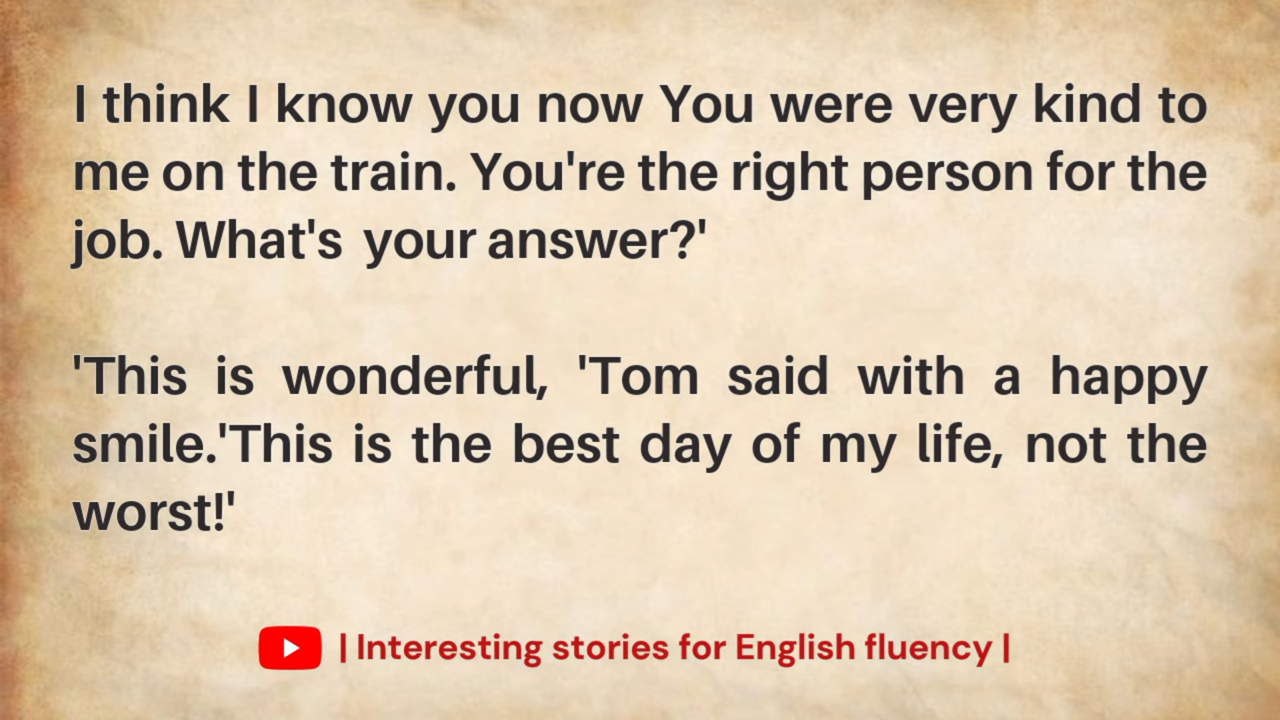 I think I know you now You were very kind to
me on the train. You're the right person for the
job. What's  your answer?'
'This is wonderful, 'Tom said with a happy
smile.'This is the best day of my life, not the
worst!'
| Interesting stories for English fluency |